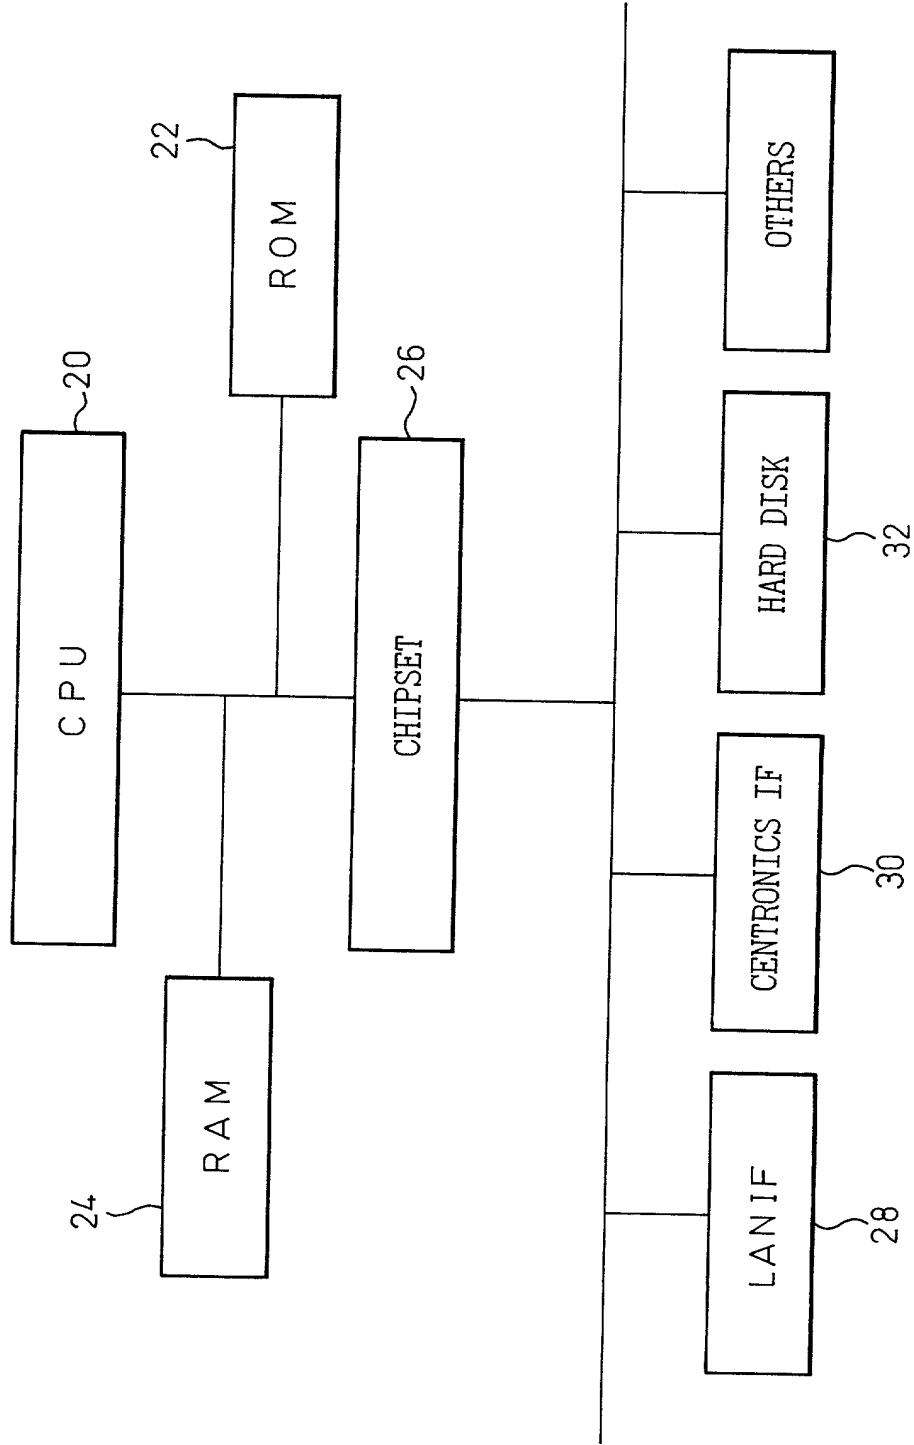 20
CPU
24
RAM
22
ROM
26
CHIPSET
LANIF
28
CENTRONICS IF
30
HARD DISK
32
OTHERS